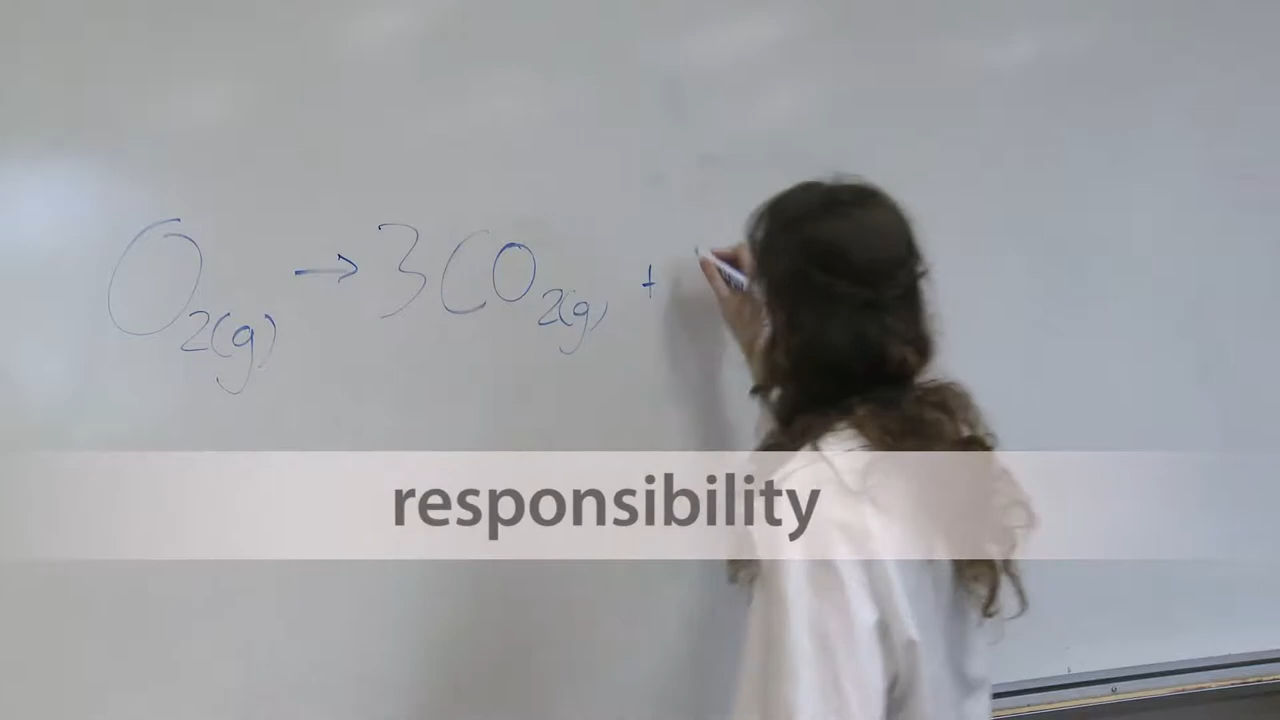 O₂(g) → 3CO₂(g) +
responsibility